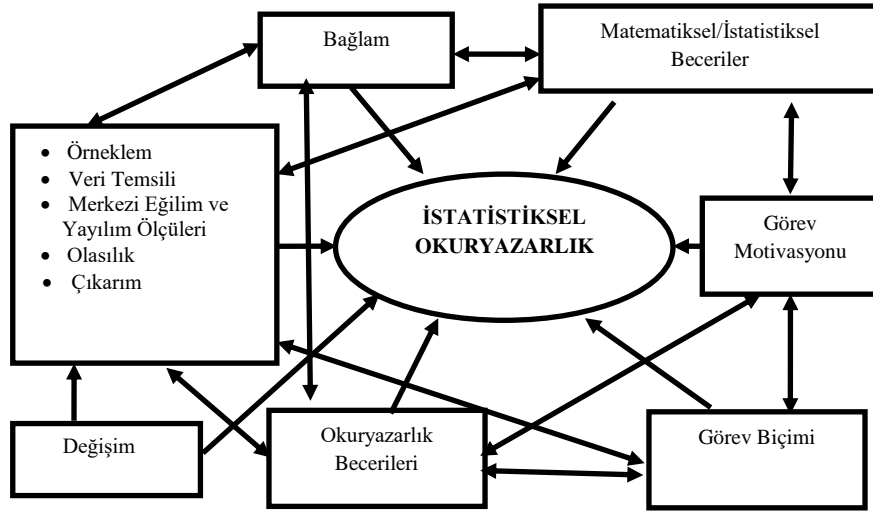 Bağlam
Matematiksel/İstatistiksel
Beceriler
• Örneklem
• Veri Temsili
• Merkezi Eğilim ve
Yayılım Ölçüleri
• Olasılık
• Çıkarım
İSTATİSTİKSEL
OKURYAZARLIK
Görev
Motivasyonu
Değişim
Okuryazarlık
Becerileri
Görev Biçimi